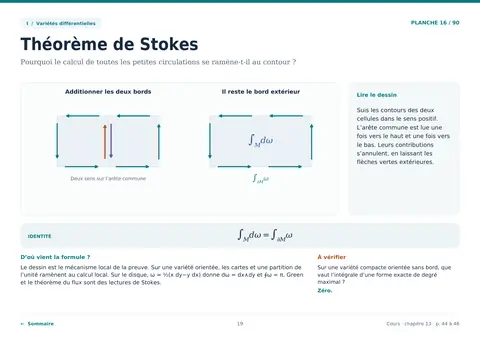 1 / Variétés différentielles
PLANCHE 16 / 90
Théorème de Stokes
Pourquoi le calcul de toutes les petites circulations se ramène-t-il au contour ?
Additionner les deux bords
Il reste le bord extérieur
∫_M dω
Deux sens sur l'arête commune
∫_∂M ω
Lire le dessin
Suis les contours des deux
cellules dans le sens positif.
L'arête commune est lue une
fois vers le haut et une fois vers
le bas. Leurs contributions
s'annulent, en laissant les
flèches vertes extérieures.
IDENTITÉ
∫_M dω = ∫_∂M ω
D'où vient la formule ?
Le dessin est le mécanisme local de la preuve. Sur une variété orientée, les cartes et une partition de
l'unité ramènent au calcul local. Sur le disque, ω = ½(x dy−y dx) donne dω = dx∧dy et ∮ω = π. Green
et le théorème du flux sont des lectures de Stokes.
À vérifier
Sur une variété compacte orientée sans bord, que
vaut l'intégrale d'une forme exacte de degré
maximal ?
Zéro.
← Sommaire
19
Cours · chapitre 13 · p. 44 à 46